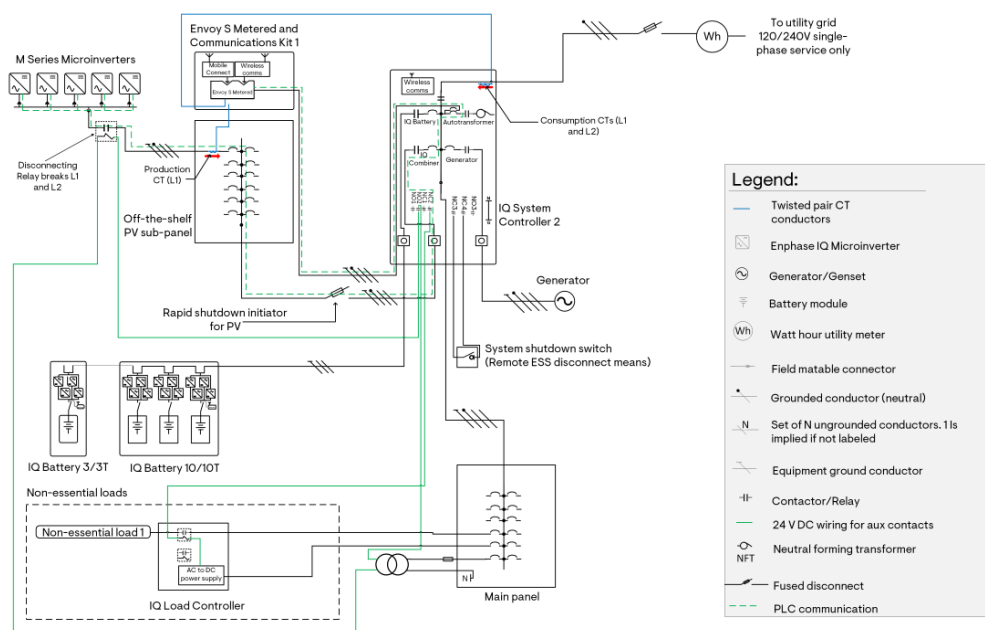 Envoy S Metered and
Communications Kit 1
To utility grid
120/240V single-
phase service only
Wh
M Series Microinverters
Mobile
Connect
Wireless
comms
Envoy S Metered
Wireless
comms
Consumption CTs (L1
and L2)
IQ Battery
Autotransformer
Disconnecting
Relay breaks L1
and L2
Production
CT (L1)
IQ
Combiner
Generator
Off-the-shelf
PV sub-panel
NO1
NO2
NC1
NC2
NC3
NC4
NO3
IQ System
Controller 2
Generator
Rapid shutdown initiator
for PV
System shutdown switch
(Remote ESS disconnect means)
IQ Battery 3/3T
IQ Battery 10/10T
Non-essential loads
Non-essential load 1
AC to DC
power supply
IQ Load Controller
N
Main panel
Legend:
Twisted pair CT
conductors
Enphase IQ Microinverter
Generator/Genset
Battery module
Wh
Watt hour utility meter
Field matable connector
Grounded conductor (neutral)
N
Set of N ungrounded conductors. 1 Is
implied if not labeled
Equipment ground conductor
Contactor/Relay
24 V DC wiring for aux contacts
NFT
Neutral forming transformer
Fused disconnect
PLC communication